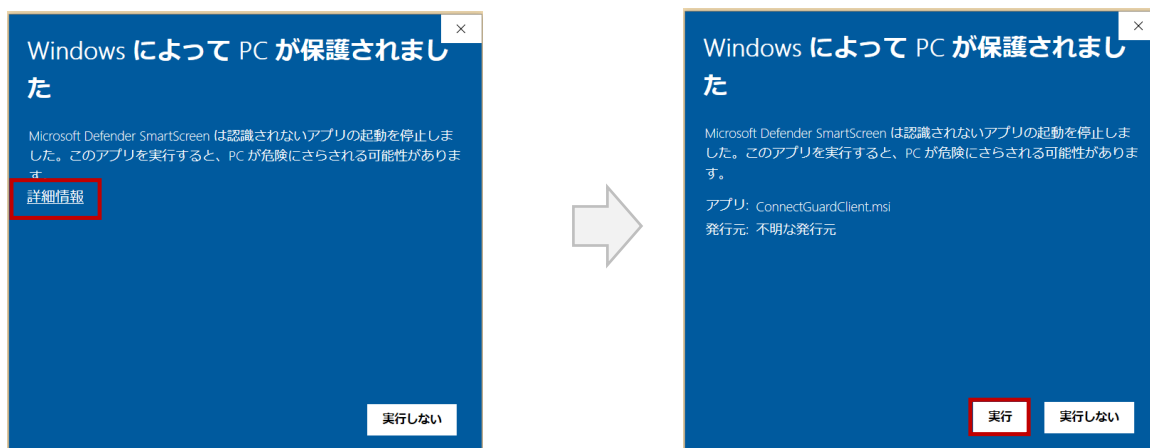 Windows によって PC が保護されまし
た
Microsoft Defender SmartScreen は認識されないアプリの起動を停止しま
した。このアプリを実行すると、PC が危険にさらされる可能性がありま
す。
詳細情報
実行しない
Windows によって PC が保護されまし
た
Microsoft Defender SmartScreen は認識されないアプリの起動を停止しま
した。このアプリを実行すると、PC が危険にさらされる可能性がありま
す。
アプリ: ConnectGuardClient.msi
発行元: 不明な発行元
実行
実行しない